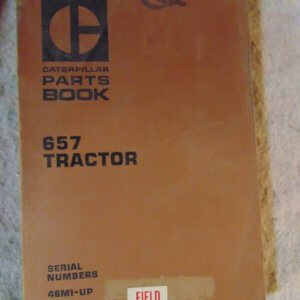 CATERPILLAR
PARTS
BOOK
657
TRACTOR
SERIAL
NUMBERS
46M1-UP
FIELD